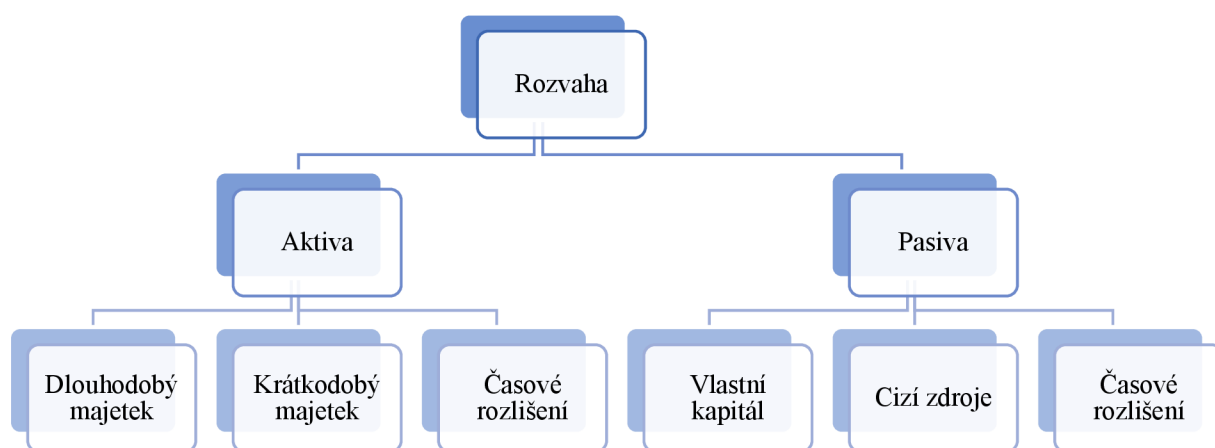 Rozvaha
Aktiva
Pasiva
Dlouhodobý
majetek
Krátkodobý
majetek
Časové
rozlišení
Vlastní
kapitál
Cizí zdroje
Časové
rozlišení